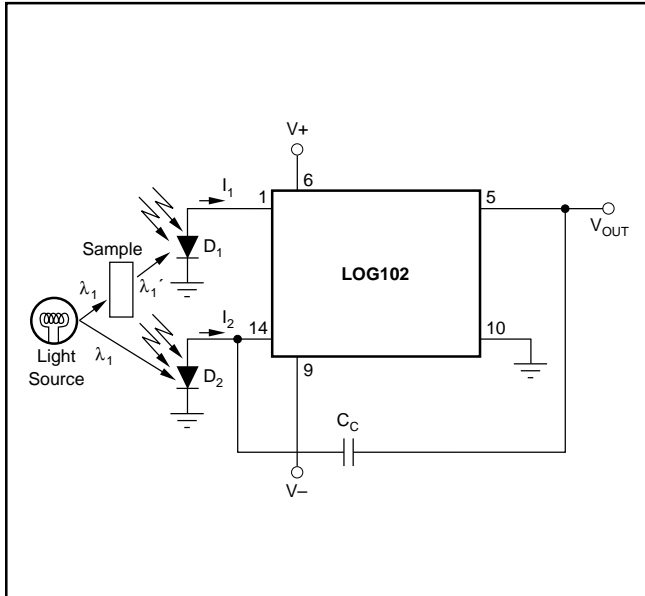 V+
6
I1
1
5
VOUT
Sample
D1
LOG102
λ1
λ1´
I2
14
10
Light
Source
λ1
D2
9
CC
V–